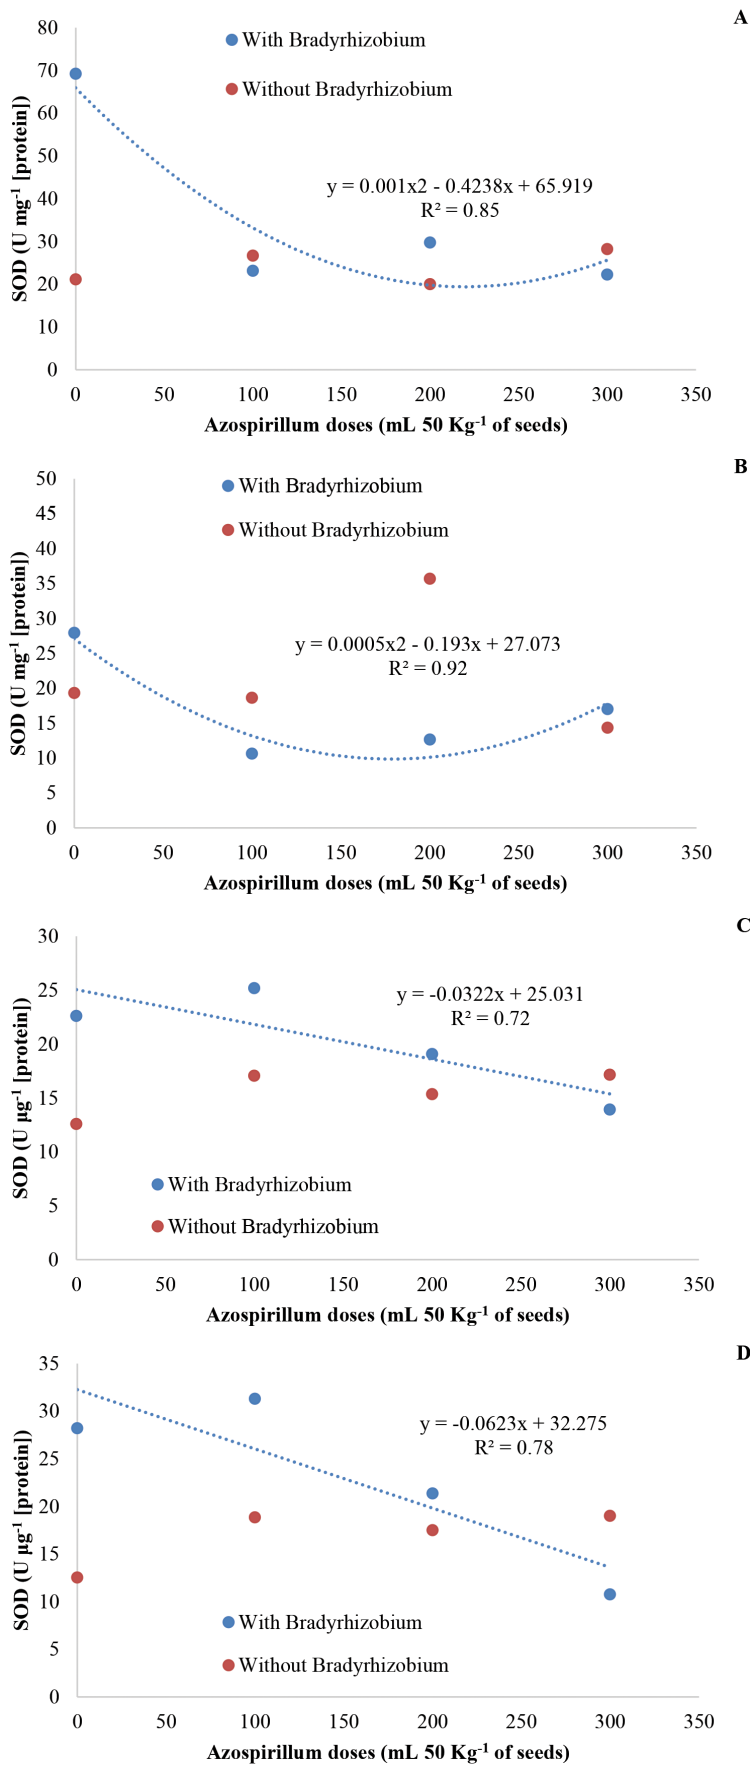 A
80
70
60
50
40
30
20
10
0
SOD (U mg⁻¹ [protein])
With Bradyrhizobium
Without Bradyrhizobium
y = 0.001x2 - 0.4238x + 65.919
R² = 0.85
0 50 100 150 200 250 300 350
Azospirillum doses (mL 50 Kg⁻¹ of seeds)
B
50
45
40
35
30
25
20
15
10
5
0
SOD (U mg⁻¹ [protein])
With Bradyrhizobium
Without Bradyrhizobium
y = 0.0005x2 - 0.193x + 27.073
R² = 0.92
0 50 100 150 200 250 300 350
Azospirillum doses (mL 50 Kg⁻¹ of seeds)
C
30
25
20
15
10
5
0
SOD (U µg⁻¹ [protein])
y = -0.0322x + 25.031
R² = 0.72
With Bradyrhizobium
Without Bradyrhizobium
0 50 100 150 200 250 300 350
Azospirillum doses (mL 50 Kg⁻¹ of seeds)
D
35
30
25
20
15
10
5
0
SOD (U µg⁻¹ [protein])
y = -0.0623x + 32.275
R² = 0.78
With Bradyrhizobium
Without Bradyrhizobium
0 50 100 150 200 250 300 350
Azospirillum doses (mL 50 Kg⁻¹ of seeds)